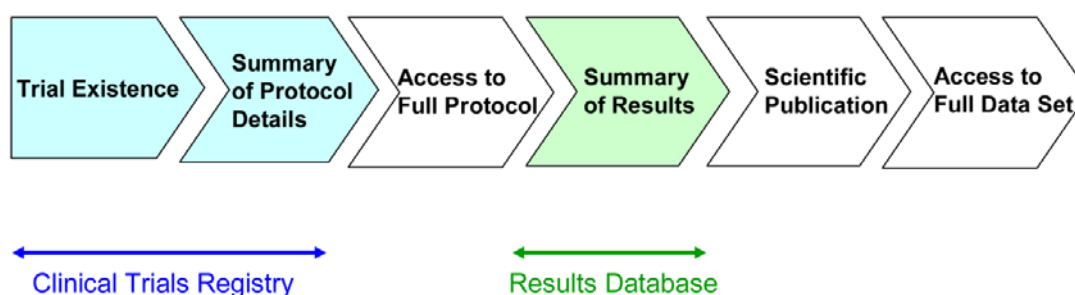 Trial Existence
Summary
of Protocol
Details
Access to
Full Protocol
Summary
of Results
Scientific
Publication
Access to
Full Data Set
Clinical Trials Registry
Results Database